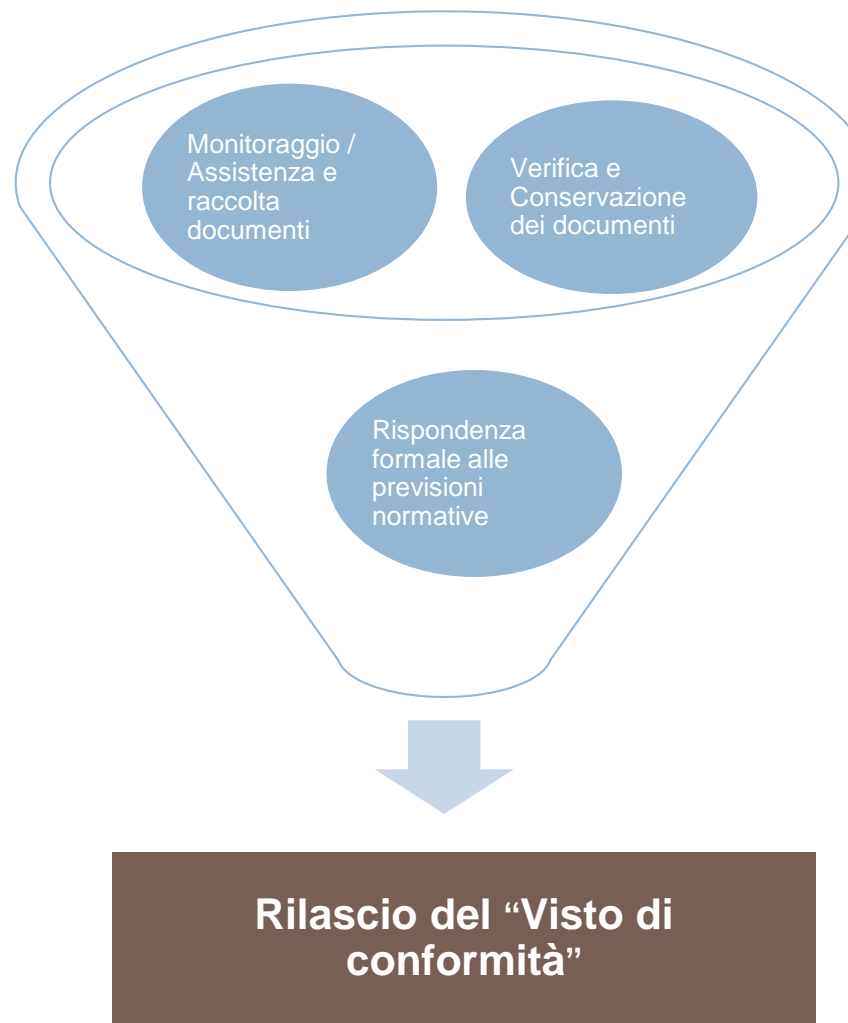 Monitoraggio /
Assistenza e
raccolta
documenti
Verifica e
Conservazione
dei documenti
Rispondenza
formale alle
previsioni
normative
Rilascio del “Visto di
conformità”